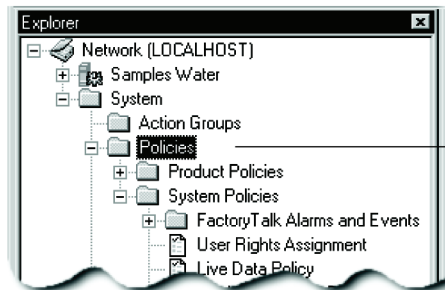 Explorer
Network (LOCALHOST)
Samples Water
System
Action Groups
Policies
Product Policies
System Policies
FactoryTalk Alarms and Events
User Rights Assignment
Live Data Policy